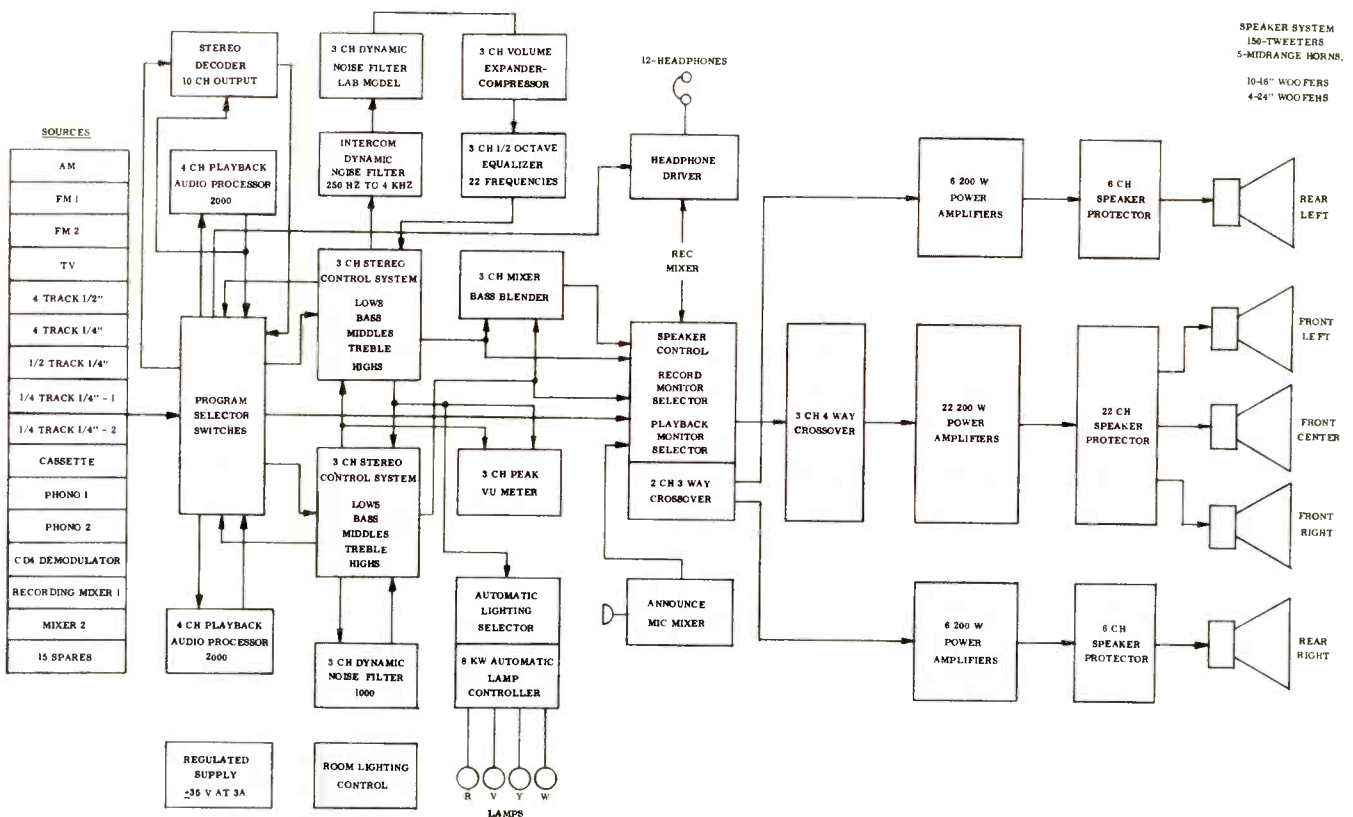 SPEAKER SYSTEM
150-TWEETERS
5-MIDRANGE HORNS,
10-16" WOOFERS
4-24" WOOFEHS
SOURCES
AM
FM 1
FM 2
TV
4 TRACK 1/2"
4 TRACK 1/4"
1/2 TRACK 1/4"
1/4 TRACK 1/4" - 1
1/4 TRACK 1/4" - 2
CASSETTE
PHONO 1
PHONO 2
CD4 DEMODULATOR
RECORDING MIXER 1
MIXER 2
15 SPARES
STEREO
DECODER
10 CH OUTPUT
4 CH PLAYBACK
AUDIO PROCESSOR
2000
PROGRAM
SELECTOR
SWITCHES
4 CH PLAYBACK
AUDIO PROCESSOR
2000
REGULATED
SUPPLY
±35 V AT 3A
3 CH DYNAMIC
NOISE FILTER
LAB MODEL
INTERCOM
DYNAMIC
NOISE FILTER
250 HZ TO 4 KHZ
3 CH STEREO
CONTROL SYSTEM
LOWS
BASS
MIDDLES
TREBLE
HIGHS
3 CH STEREO
CONTROL SYSTEM
LOWS
BASS
MIDDLES
TREBLE
HIGHS
3 CH DYNAMIC
NOISE FILTER
1000
ROOM LIGHTING
CONTROL
3 CH VOLUME
EXPANDER-
COMPRESSOR
3 CH 1/2 OCTAVE
EQUALIZER
22 FREQUENCIES
3 CH MIXER
BASS BLENDER
3 CH PEAK
VU METER
AUTOMATIC
LIGHTING
SELECTOR
8 KW AUTOMATIC
LAMP
CONTROLLER
R V Y W
LAMPS
12-HEADPHONES
HEADPHONE
DRIVER
REC
MIXER
SPEAKER
CONTROL
RECORD
MONITOR
SELECTOR
PLAYBACK
MONITOR
SELECTOR
2 CH 3 WAY
CROSSOVER
ANNOUNCE
MIC MIXER
3 CH 4 WAY
CROSSOVER
6 200 W
POWER
AMPLIFIERS
6 CH
SPEAKER
PROTECTOR
REAR
LEFT
22 200 W
POWER
AMPLIFIERS
22 CH
SPEAKER
PROTECTOR
FRONT
LEFT
FRONT
CENTER
FRONT
RIGHT
6 200 W
POWER
AMPLIFIERS
6 CH
SPEAKER
PROTECTOR
REAR
RIGHT